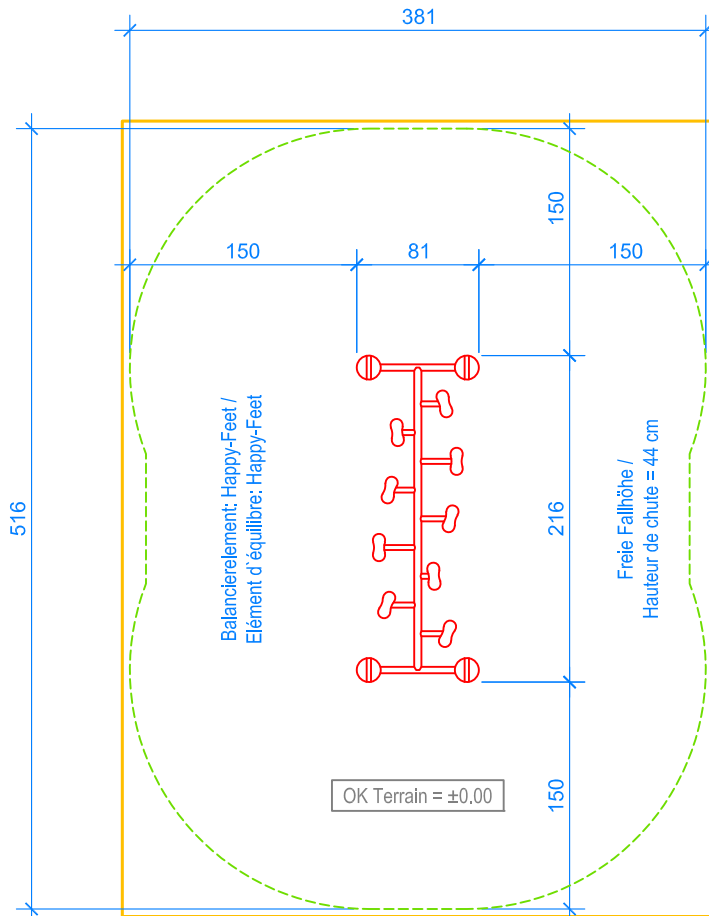 381
150
150
81
150
Balancierelement: Happy-Feet /
Elément d`équilibre: Happy-Feet
Freie Fallhöhe /
Hauteur de chute = 44 cm
516
216
150
OK Terrain = ±0.00